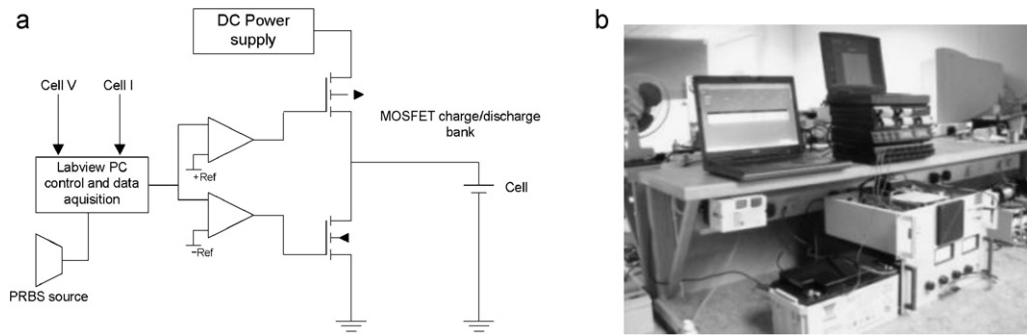 a
DC Power
supply
Cell V
Cell I
MOSFET charge/discharge
bank
Labview PC
control and data
aquisition
+Ref
Cell
−Ref
PRBS source
b